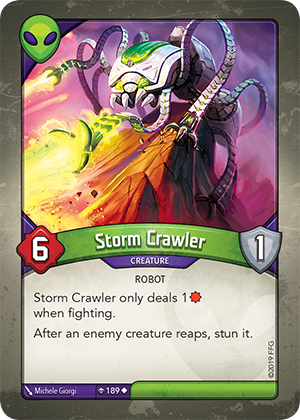 Storm Crawler
6
CREATURE
1
ROBOT
Storm Crawler only deals 1
when fighting.
After an enemy creature reaps, stun it.
©2019 FFG
Michele Giorgi
189